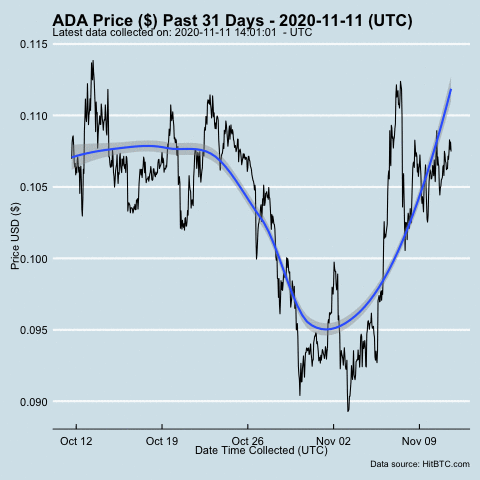 ADA Price ($) Past 31 Days - 2020-11-11 (UTC)
Latest data collected on: 2020-11-11 14:01:01  - UTC
0.115
0.110
0.105
0.100
0.095
0.090
Price USD ($)
Oct 12
Oct 19
Oct 26
Nov 02
Nov 09
Date Time Collected (UTC)
Data source: HitBTC.com